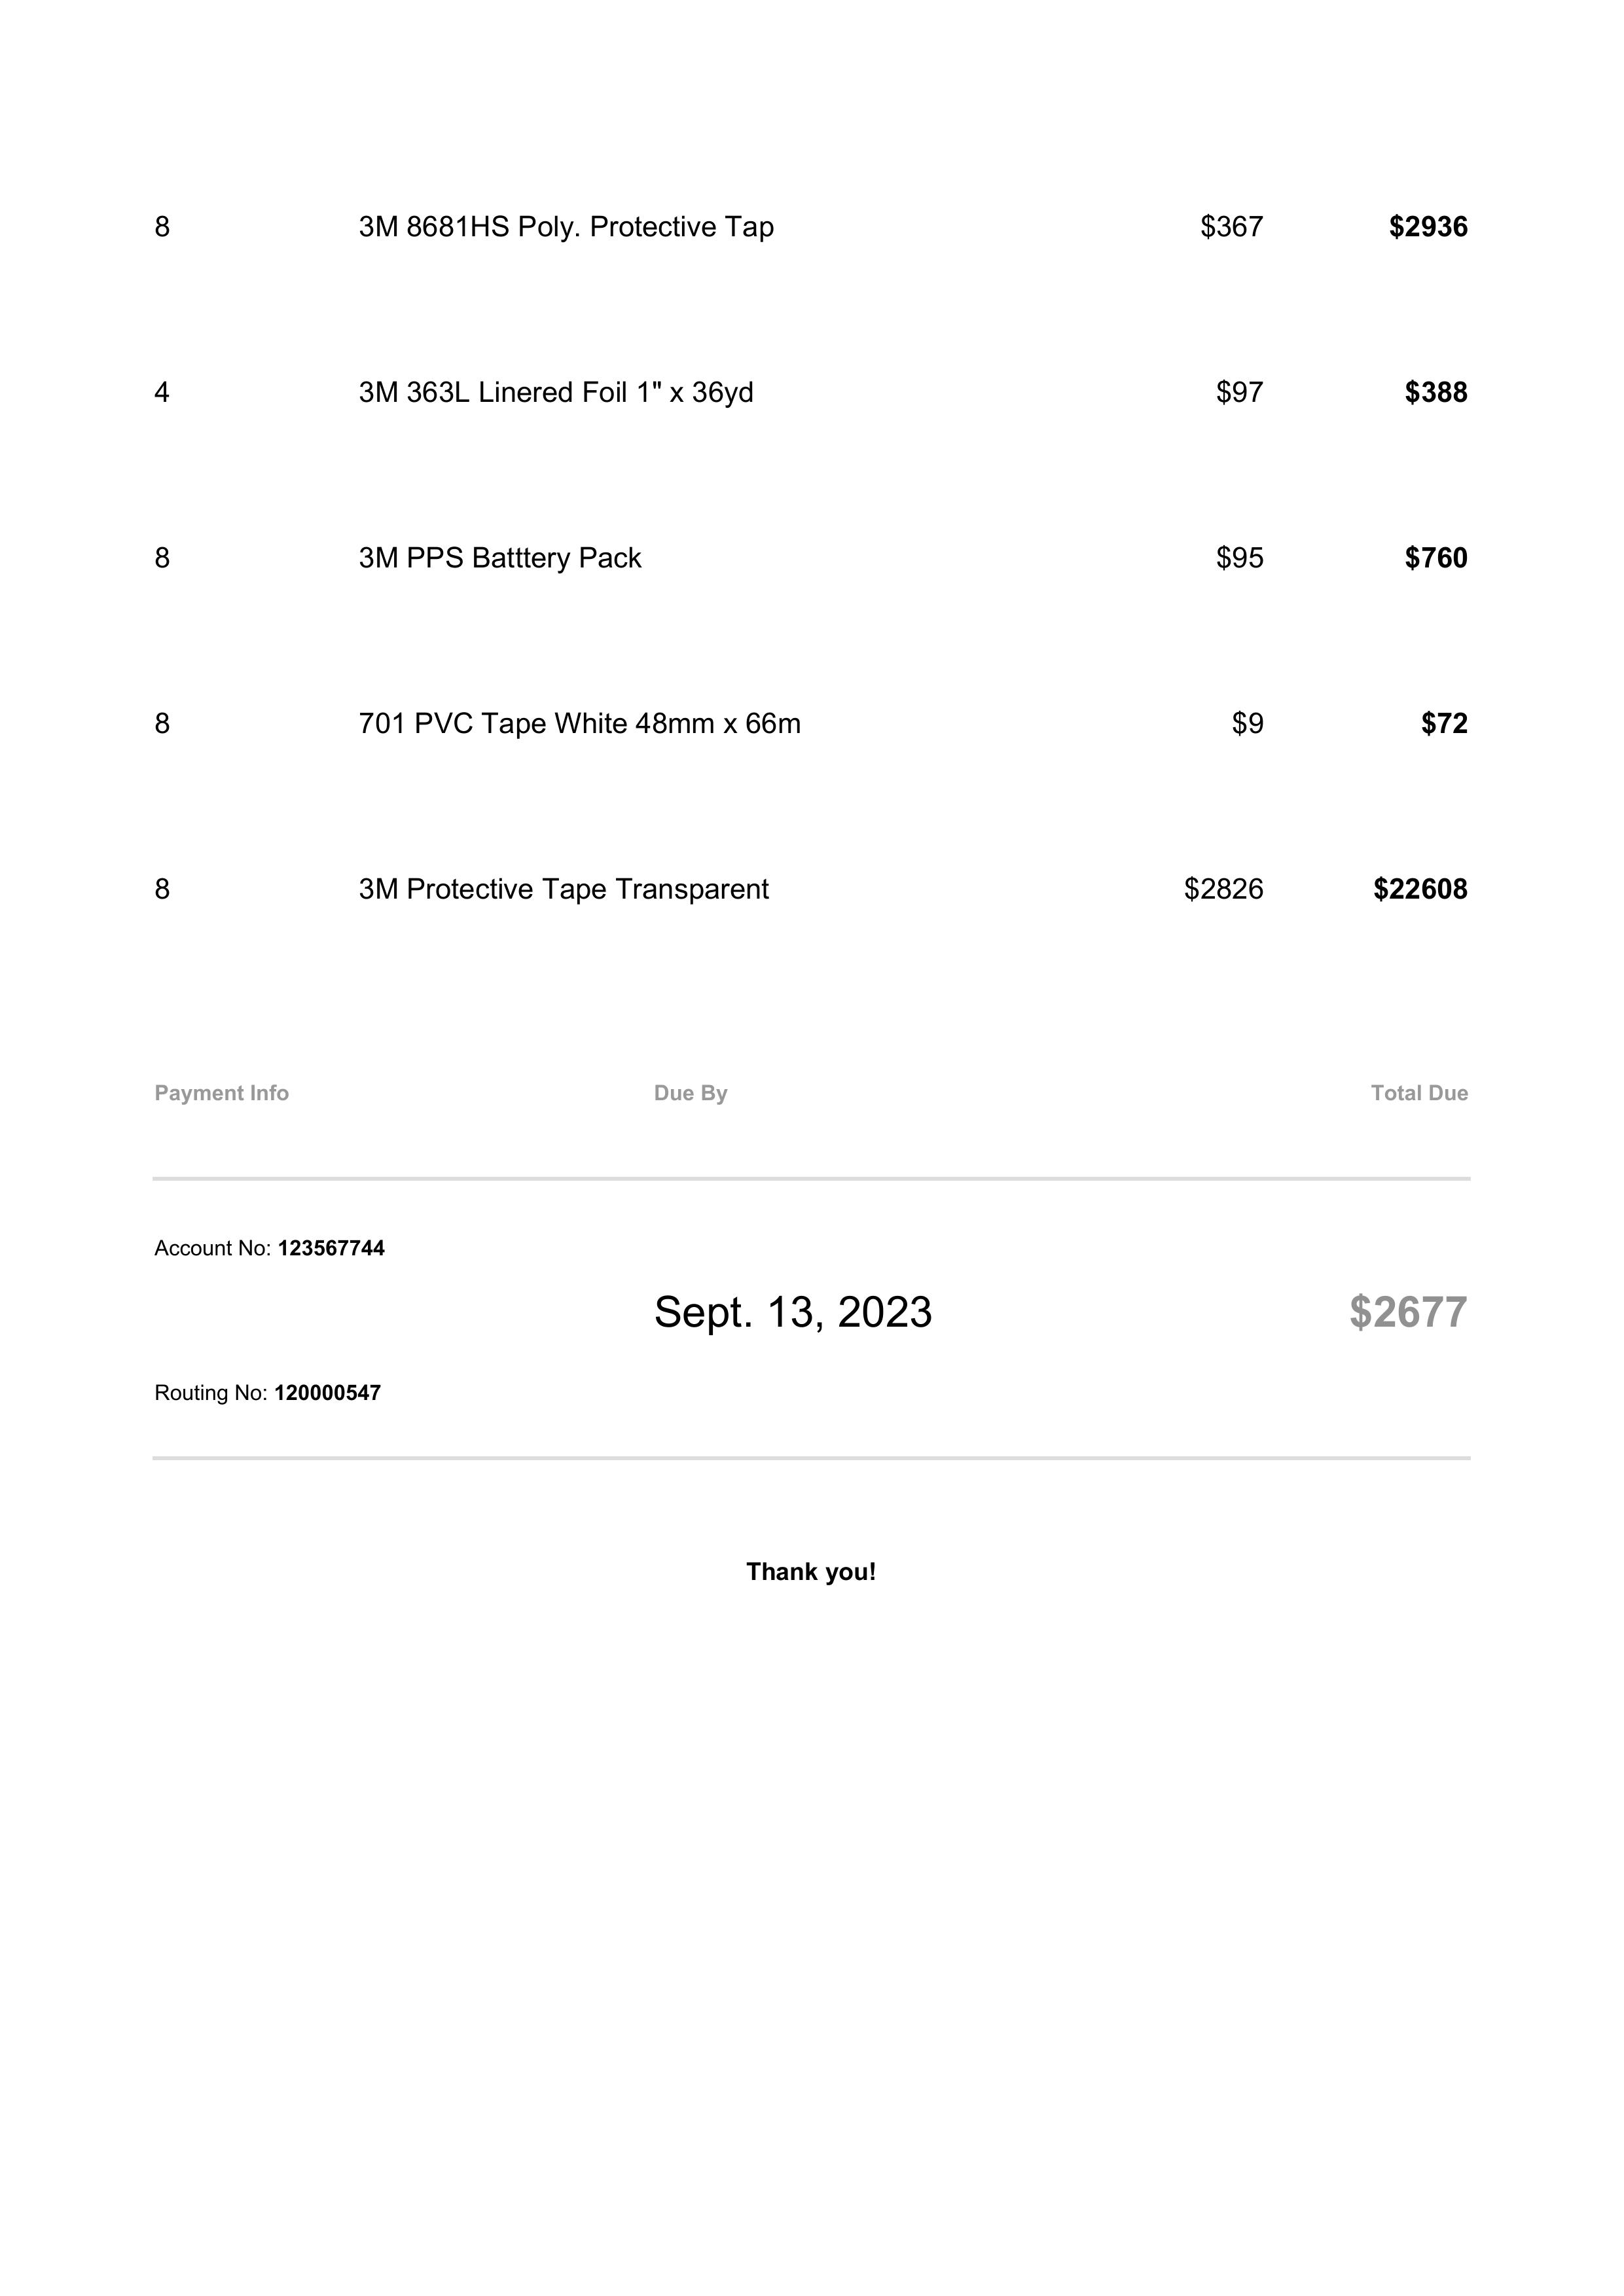 8 3M 8681HS Poly. Protective Tap $367 $2936
4 3M 363L Linered Foil 1" x 36yd $97 $388
8 3M PPS Batttery Pack $95 $760
8 701 PVC Tape White 48mm x 66m $9 $72
8 3M Protective Tape Transparent $2826 $22608
Payment Info Due By Total Due
Account No: 123567744
Sept. 13, 2023 $2677
Routing No: 120000547
Thank you!